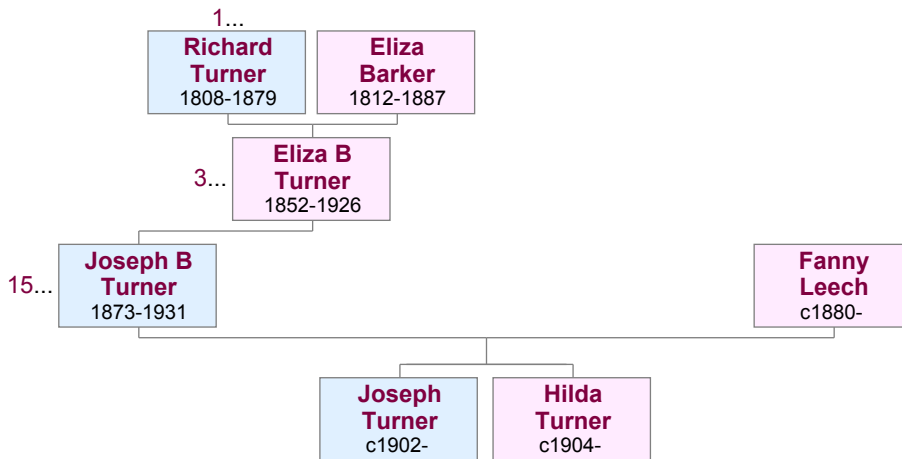 1...
Richard
Turner
1808-1879
Eliza
Barker
1812-1887
3...
Eliza B
Turner
1852-1926
15...
Joseph B
Turner
1873-1931
Fanny
Leech
c1880-
Joseph
Turner
c1902-
Hilda
Turner
c1904-